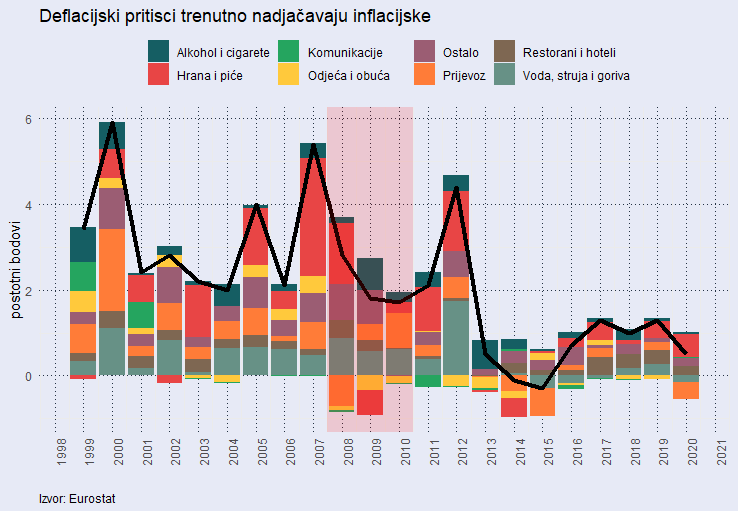 Deflacijski pritisci trenutno nadjačavaju inflacijske
Alkohol i cigarete Komunikacije Ostalo Restorani i hoteli
Hrana i piće Odjeća i obuća Prijevoz Voda, struja i goriva
postotni bodovi
6
4
2
0
1998 1999 2000 2001 2002 2003 2004 2005 2006 2007 2008 2009 2010 2011 2012 2013 2014 2015 2016 2017 2018 2019 2020 2021
Izvor: Eurostat